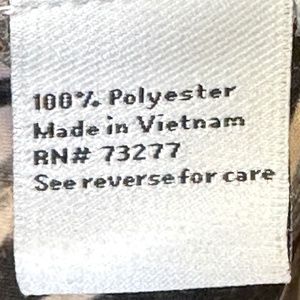 100% Polyester
Made in Vietnam
RN# 73277
See reverse for care